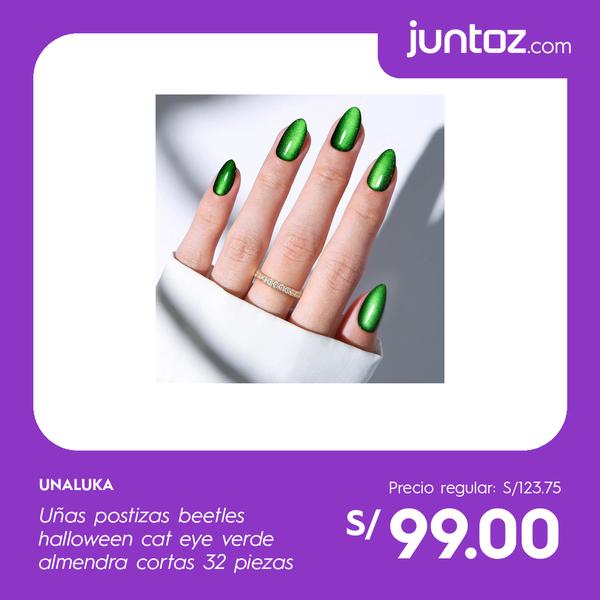 juntoz.com
UNALUKA
Uñas postizas beetles
halloween cat eye verde
almendra cortas 32 piezas
Precio regular: S/123.75
S/ 99.00